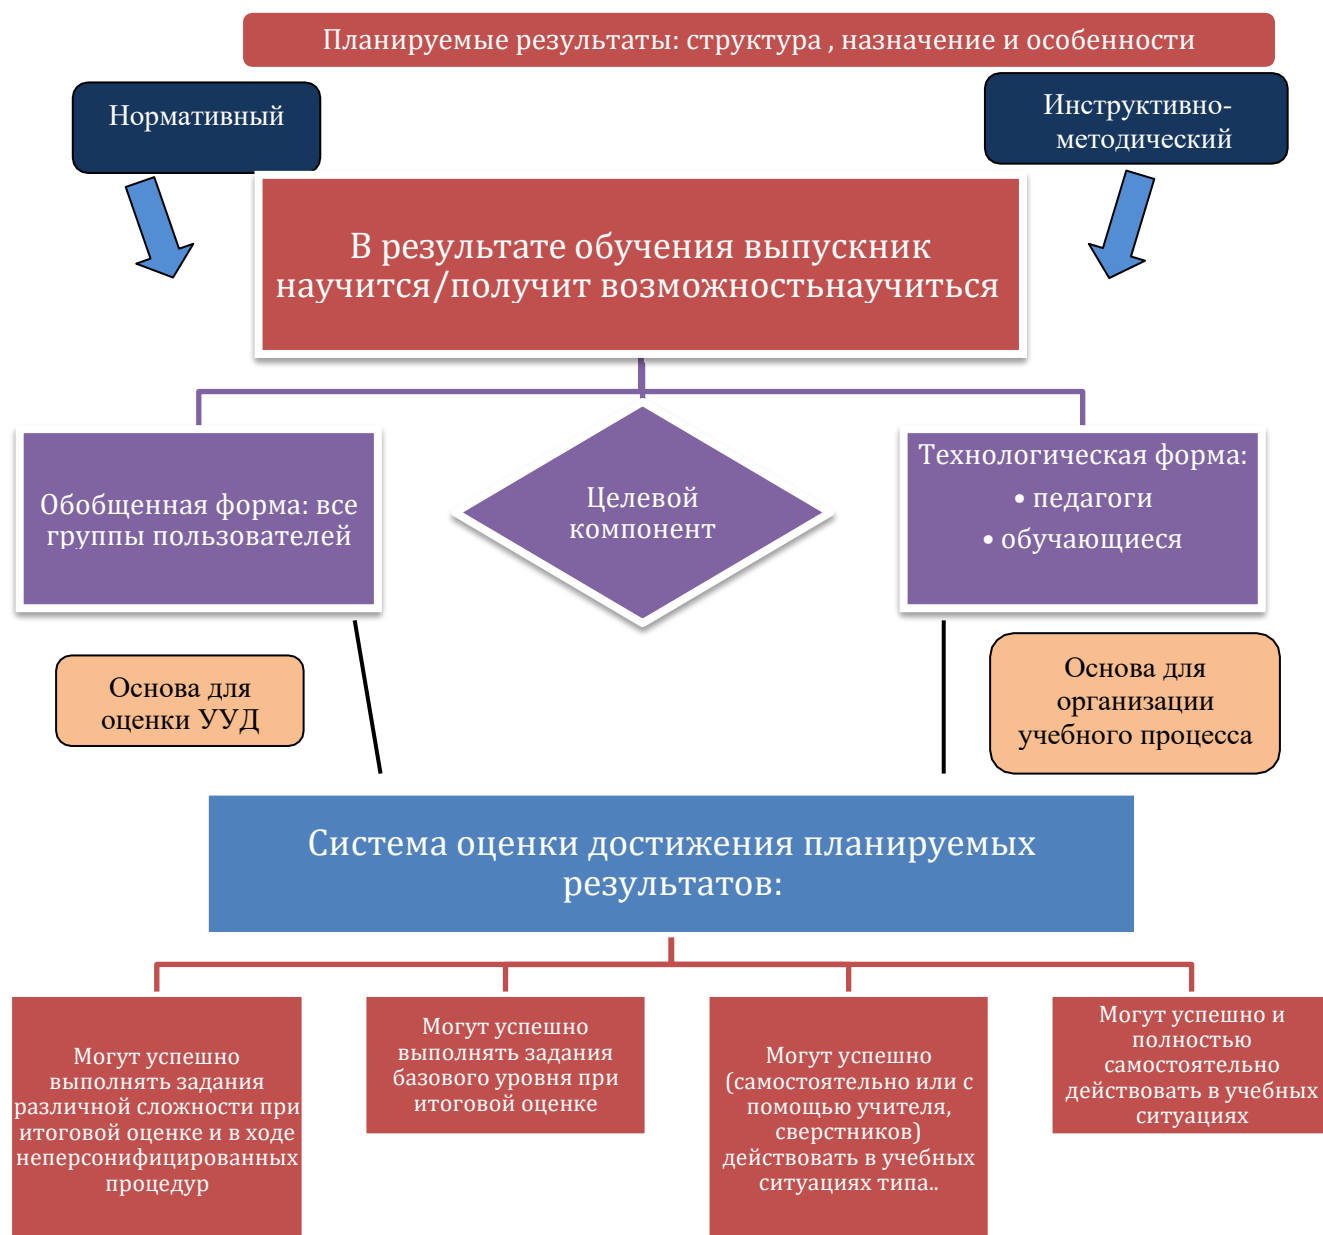 Планируемые результаты: структура , назначение и особенности
Нормативный
Инструктивно-
методический
В результате обучения выпускник
научится/получит возможностьнаучиться
Обобщенная форма: все
группы пользователей
Целевой
компонент
Технологическая форма:
• педагоги
• обучающиеся
Основа для
оценки УУД
Основа для
организации
учебного процесса
Система оценки достижения планируемых
результатов:
Могут успешно
выполнять задания
различной сложности при
итоговой оценке и в ходе
неперсонифицированных
процедур
Могут успешно
выполнять задания
базового уровня при
итоговой оценке
Могут успешно
(самостоятельно или с
помощью учителя,
сверстников)
действовать в учебных
ситуациях типа..
Могут успешно и
полностью
самостоятельно
действовать в учебных
ситуациях